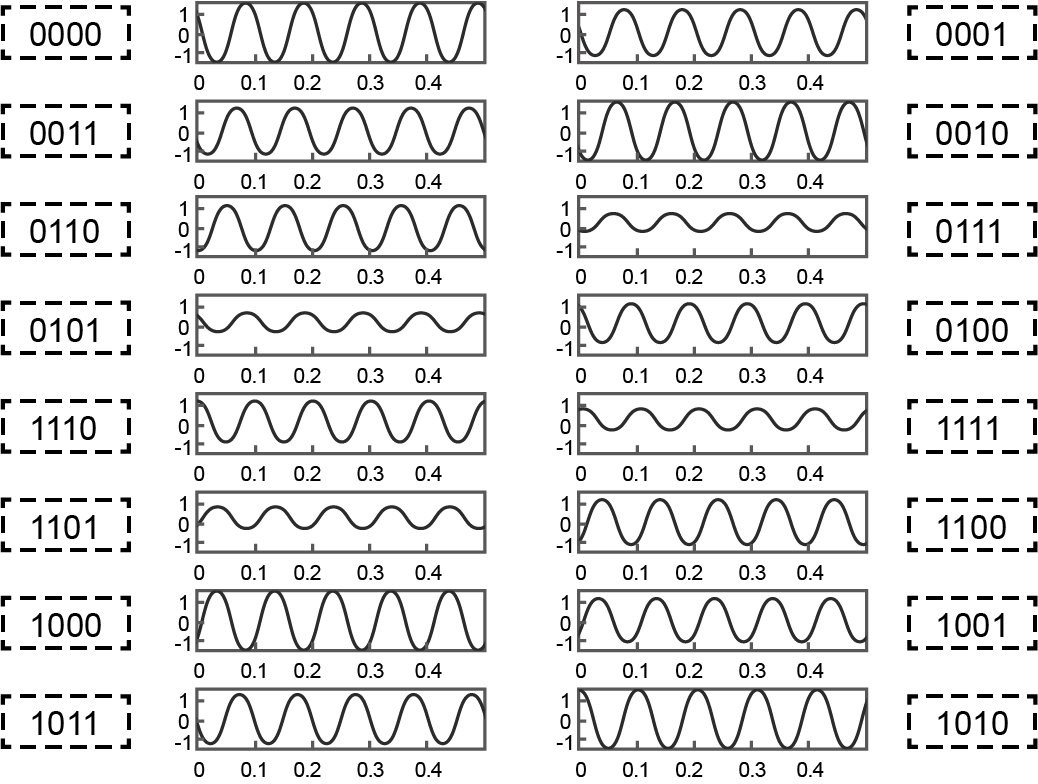 0000 1 0 -1 0 0.1 0.2 0.3 0.4
1 0 -1 0 0.1 0.2 0.3 0.4 0001
0011 1 0 -1 0 0.1 0.2 0.3 0.4
1 0 -1 0 0.1 0.2 0.3 0.4 0010
0110 1 0 -1 0 0.1 0.2 0.3 0.4
1 0 -1 0 0.1 0.2 0.3 0.4 0111
0101 1 0 -1 0 0.1 0.2 0.3 0.4
1 0 -1 0 0.1 0.2 0.3 0.4 0100
1110 1 0 -1 0 0.1 0.2 0.3 0.4
1 0 -1 0 0.1 0.2 0.3 0.4 1111
1101 1 0 -1 0 0.1 0.2 0.3 0.4
1 0 -1 0 0.1 0.2 0.3 0.4 1100
1000 1 0 -1 0 0.1 0.2 0.3 0.4
1 0 -1 0 0.1 0.2 0.3 0.4 1001
1011 1 0 -1 0 0.1 0.2 0.3 0.4
1 0 -1 0 0.1 0.2 0.3 0.4 1010